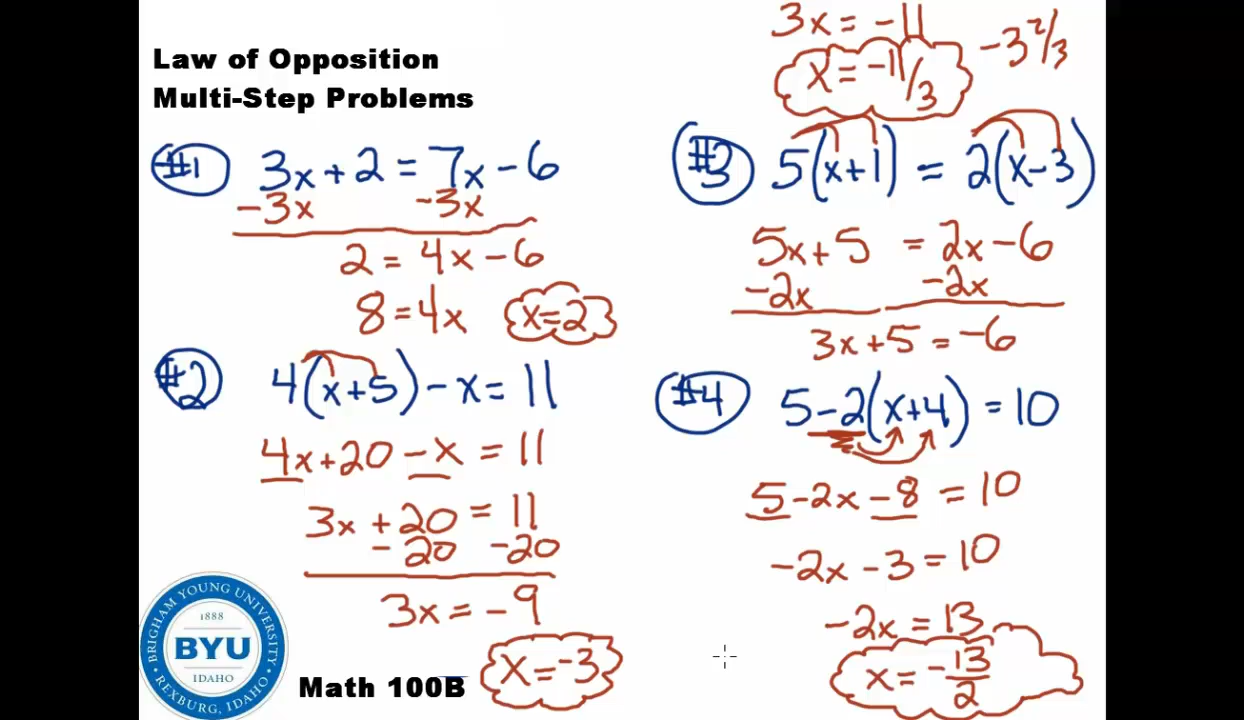 Law of Opposition
Multi-Step Problems
#1 3x + 2 = 7x - 6
-3x -3x
2 = 4x - 6
8 = 4x x = 2
#2 4(x+5) - x = 11
4x+20 - x = 11
3x + 20 = 11
- 20 -20
3x = -9
x = -3
#3 5(x+1) = 2(x-3)
5x+5 = 2x-6
-2x -2x
3x+5 = -6
3x = -11
x = -11/3 -3 2/3
#4 5-2(x+4) = 10
5-2x-8 = 10
-2x - 3 = 10
-2x = 13
x = -13/2
BRIGHAM YOUNG UNIVERSITY
1888
BYU
IDAHO
REXBURG, IDAHO
Math 100B